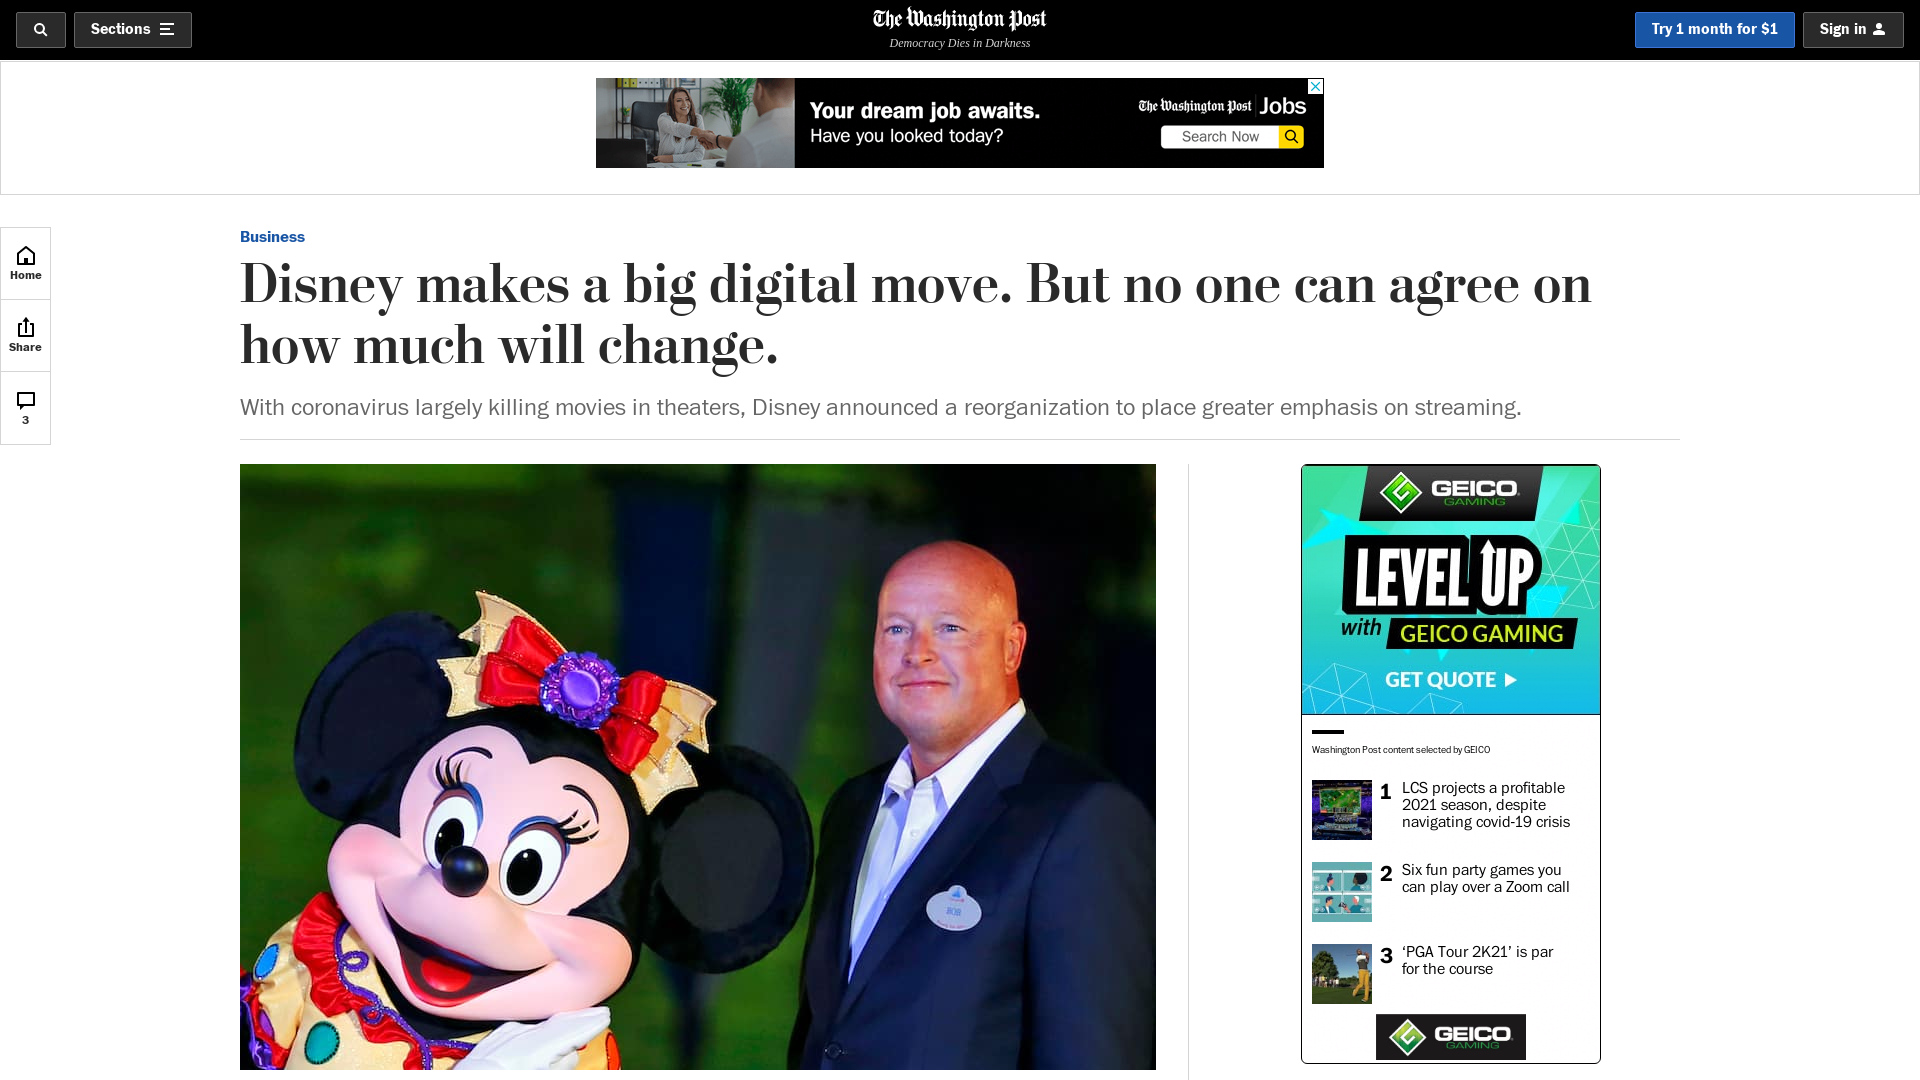 Sections
The Washington Post
Democracy Dies in Darkness
Try 1 month for $1
Sign in
Your dream job awaits.
Have you looked today?
The Washington Post Jobs
Search Now
Home
Share
3
Business
Disney makes a big digital move. But no one can agree on
how much will change.
With coronavirus largely killing movies in theaters, Disney announced a reorganization to place greater emphasis on streaming.
BOB
GEICO
GAMING
LEVEL UP
with GEICO GAMING
GET QUOTE
Washington Post content selected by GEICO
1 LCS projects a profitable
2021 season, despite
navigating covid-19 crisis
2 Six fun party games you
can play over a Zoom call
3 ‘PGA Tour 2K21’ is par
for the course
GEICO
GAMING